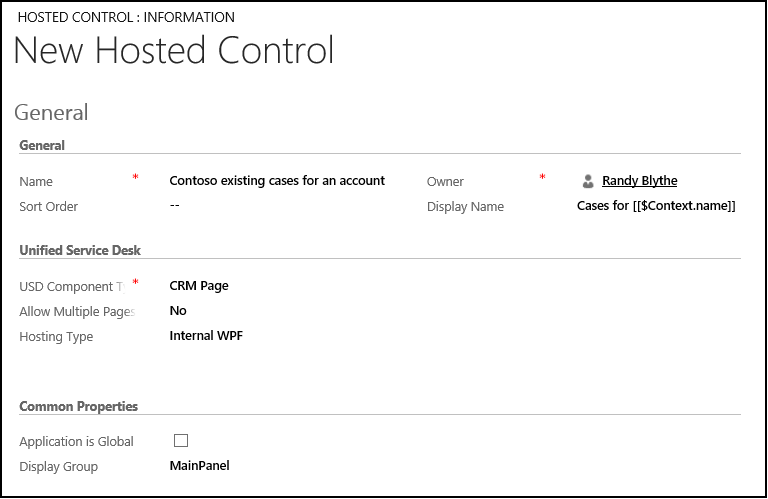 HOSTED CONTROL : INFORMATION
New Hosted Control
General
General
Name * Contoso existing cases for an account Owner * Randy Blythe
Sort Order -- Display Name Cases for [[$Context.name]]
Unified Service Desk
USD Component T * CRM Page
Allow Multiple Pages No
Hosting Type Internal WPF
Common Properties
Application is Global
Display Group MainPanel